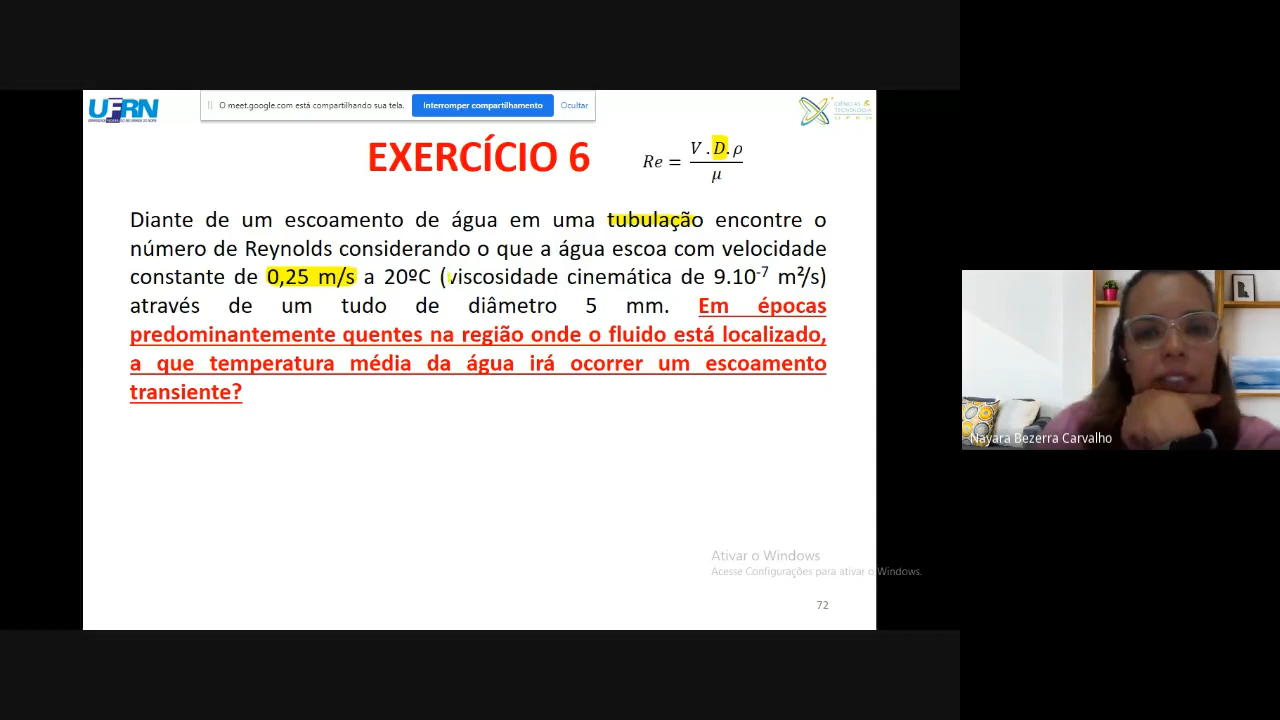 UFRN
O meet.google.com está compartilhando sua tela. Interromper compartilhamento Ocultar
CIÊNCIAS
TECNOLOGIA
UFRN
EXERCÍCIO 6
Re = V . D . ρ / μ
Diante de um escoamento de água em uma tubulação encontre o
número de Reynolds considerando o que a água escoa com velocidade
constante de 0,25 m/s a 20ºC (viscosidade cinemática de 9.10⁻⁷ m²/s)
através de um tudo de diâmetro 5 mm. Em épocas
predominantemente quentes na região onde o fluido está localizado,
a que temperatura média da água irá ocorrer um escoamento
transiente?
Nayara Bezerra Carvalho
Ativar o Windows
Acesse Configurações para ativar o Windows.
72